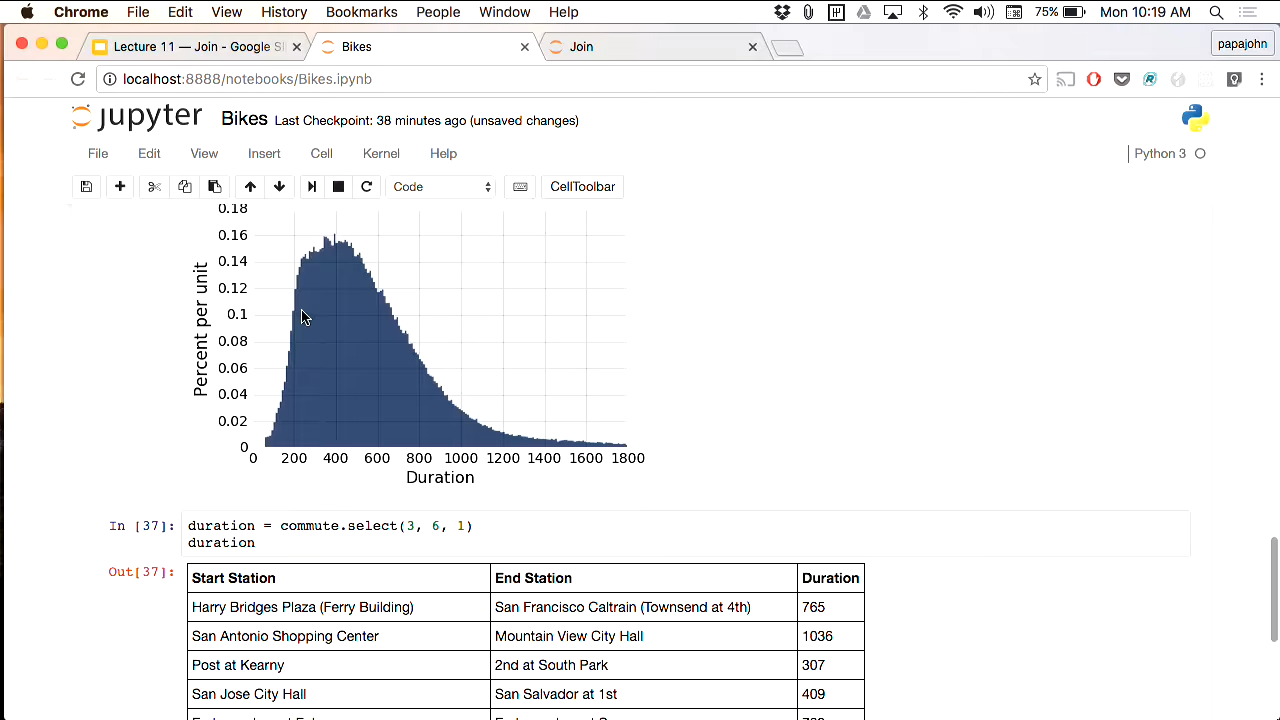 Chrome File Edit View History Bookmarks People Window Help 75% Mon 10:19 AM
Lecture 11 — Join - Google Sl Bikes Join papajohn
localhost:8888/notebooks/Bikes.ipynb
jupyter Bikes Last Checkpoint: 38 minutes ago (unsaved changes)
File Edit View Insert Cell Kernel Help Python 3
Code CellToolbar
0.18
0.16
0.14
0.12
0.1
0.08
0.06
0.04
0.02
0
Percent per unit
0 200 400 600 800 1000 1200 1400 1600 1800
Duration
In [37]: duration = commute.select(3, 6, 1)
duration
Out[37]:
Start Station End Station Duration
Harry Bridges Plaza (Ferry Building) San Francisco Caltrain (Townsend at 4th) 765
San Antonio Shopping Center Mountain View City Hall 1036
Post at Kearny 2nd at South Park 307
San Jose City Hall San Salvador at 1st 409